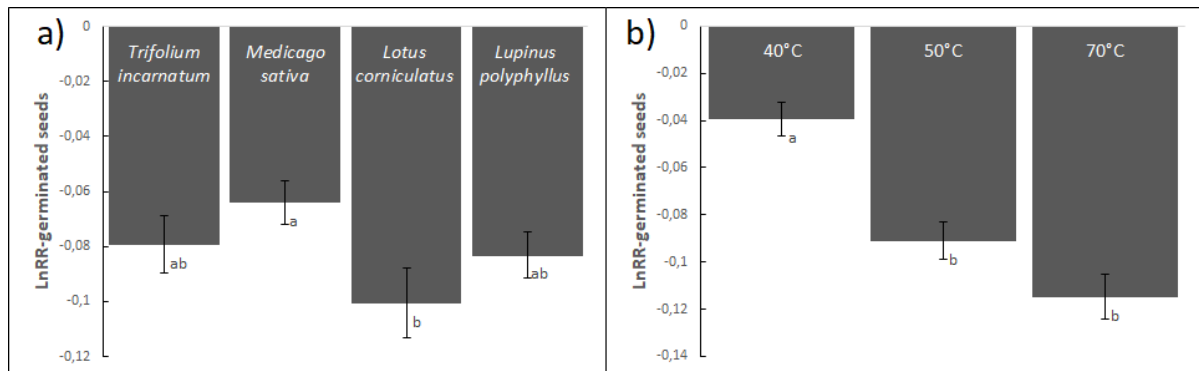 a)
LnRR-germinated seeds
0
-0,02
-0,04
-0,06
-0,08
-0,1
-0,12
Trifolium
incarnatum
Medicago
sativa
Lotus
corniculatus
Lupinus
polyphyllus
ab
a
b
ab
b)
LnRR-germinated seeds
0
-0,02
-0,04
-0,06
-0,08
-0,1
-0,12
-0,14
40°C
50°C
70°C
a
b
b